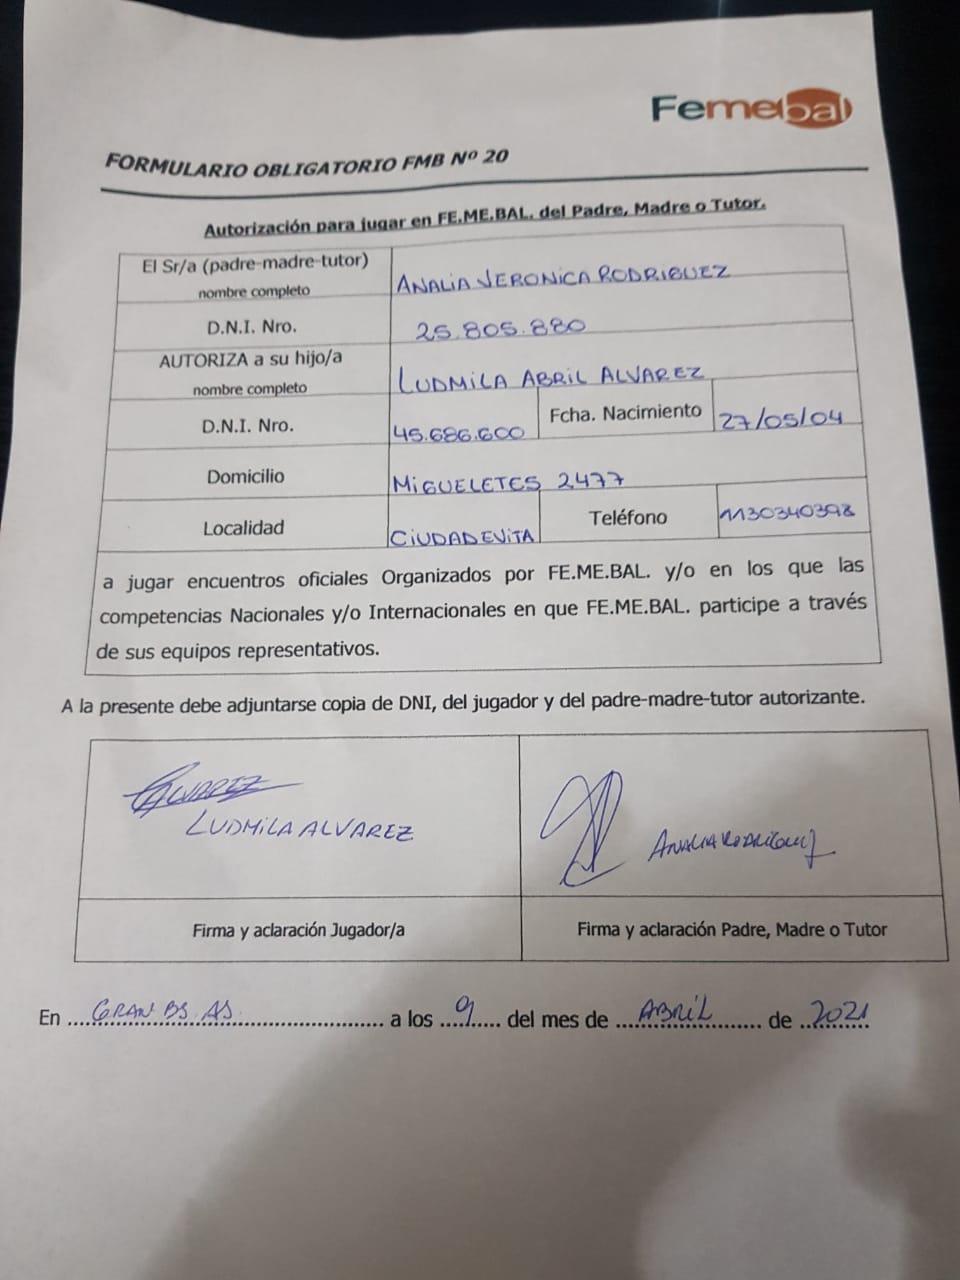 Femebal
FORMULARIO OBLIGATORIO FMB Nº 20
Autorización para jugar en FE.ME.BAL. del Padre, Madre o Tutor.
El Sr/a (padre-madre-tutor) nombre completo ANALIA VERONICA RODRIGUEZ
D.N.I. Nro. 25.805.880
AUTORIZA a su hijo/a nombre completo LUDMILA ABRIL ALVAREZ
D.N.I. Nro. 45.686.600 Fcha. Nacimiento 27/05/04
Domicilio MIGUELETES 2477
Localidad CIUDAD EVITA Teléfono 1130340398
a jugar encuentros oficiales Organizados por FE.ME.BAL. y/o en los que las
competencias Nacionales y/o Internacionales en que FE.ME.BAL. participe a través
de sus equipos representativos.
A la presente debe adjuntarse copia de DNI, del jugador y del padre-madre-tutor autorizante.
ALVAREZ
LUDMILA ALVAREZ
ANALIA RODRIGUEZ
Firma y aclaración Jugador/a Firma y aclaración Padre, Madre o Tutor
En GRAN BS. AS. a los 9 del mes de ABRIL de 2021